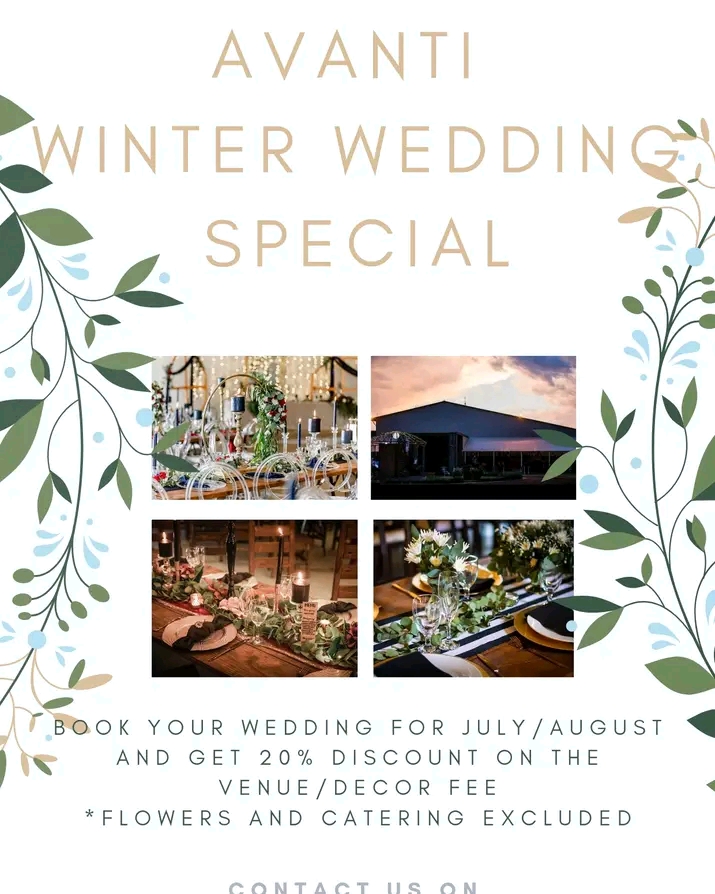 AVANTI
WINTER WEDDING
SPECIAL
BOOK YOUR WEDDING FOR JULY/AUGUST
AND GET 20% DISCOUNT ON THE
VENUE/DECOR FEE
*FLOWERS AND CATERING EXCLUDED
CONTACT US ON